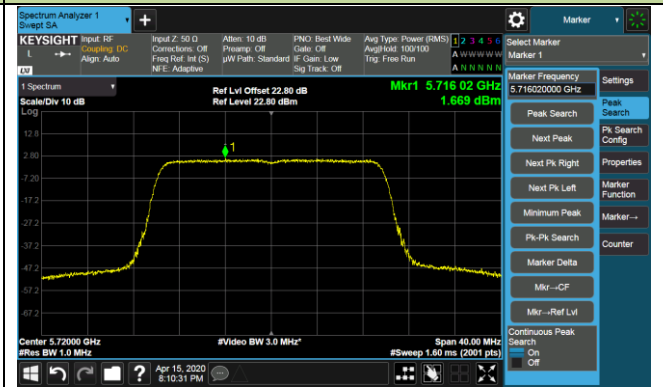 Spectrum Analyzer 1
Swept SA
+
Marker
KEYSIGHT
L
Input: RF
Coupling: DC
Align: Auto
Input Z: 50 Ω
Corrections: Off
Freq Ref: Int (S)
NFE: Adaptive
Atten: 10 dB
Preamp: Off
µW Path: Standard
PNO: Best Wide
Gate: Off
IF Gain: Low
Sig Track: Off
Avg Type: Power (RMS)
Avg|Hold: 100/100
Trig: Free Run
1 2 3 4 5 6
A W W W W W
A N N N N N
1 Spectrum
Scale/Div 10 dB
Log
Ref Lvl Offset 22.80 dB
Ref Level 22.80 dBm
Mkr1 5.716 02 GHz
1.669 dBm
12.8
2.80
-7.20
-17.2
-27.2
-37.2
-47.2
-57.2
-67.2
1
Center 5.72000 GHz
#Res BW 1.0 MHz
#Video BW 3.0 MHz*
Span 40.00 MHz
#Sweep 1.60 ms (2001 pts)
Select Marker
Marker 1
Marker Frequency
5.716020000 GHz
Peak Search
Next Peak
Next Pk Right
Next Pk Left
Minimum Peak
Pk-Pk Search
Marker Delta
Mkr→CF
Mkr→Ref Lvl
Continuous Peak
Search
On
Off
Settings
Peak
Search
Pk Search
Config
Properties
Marker
Function
Marker→
Counter
?
Apr 15, 2020
8:10:31 PM